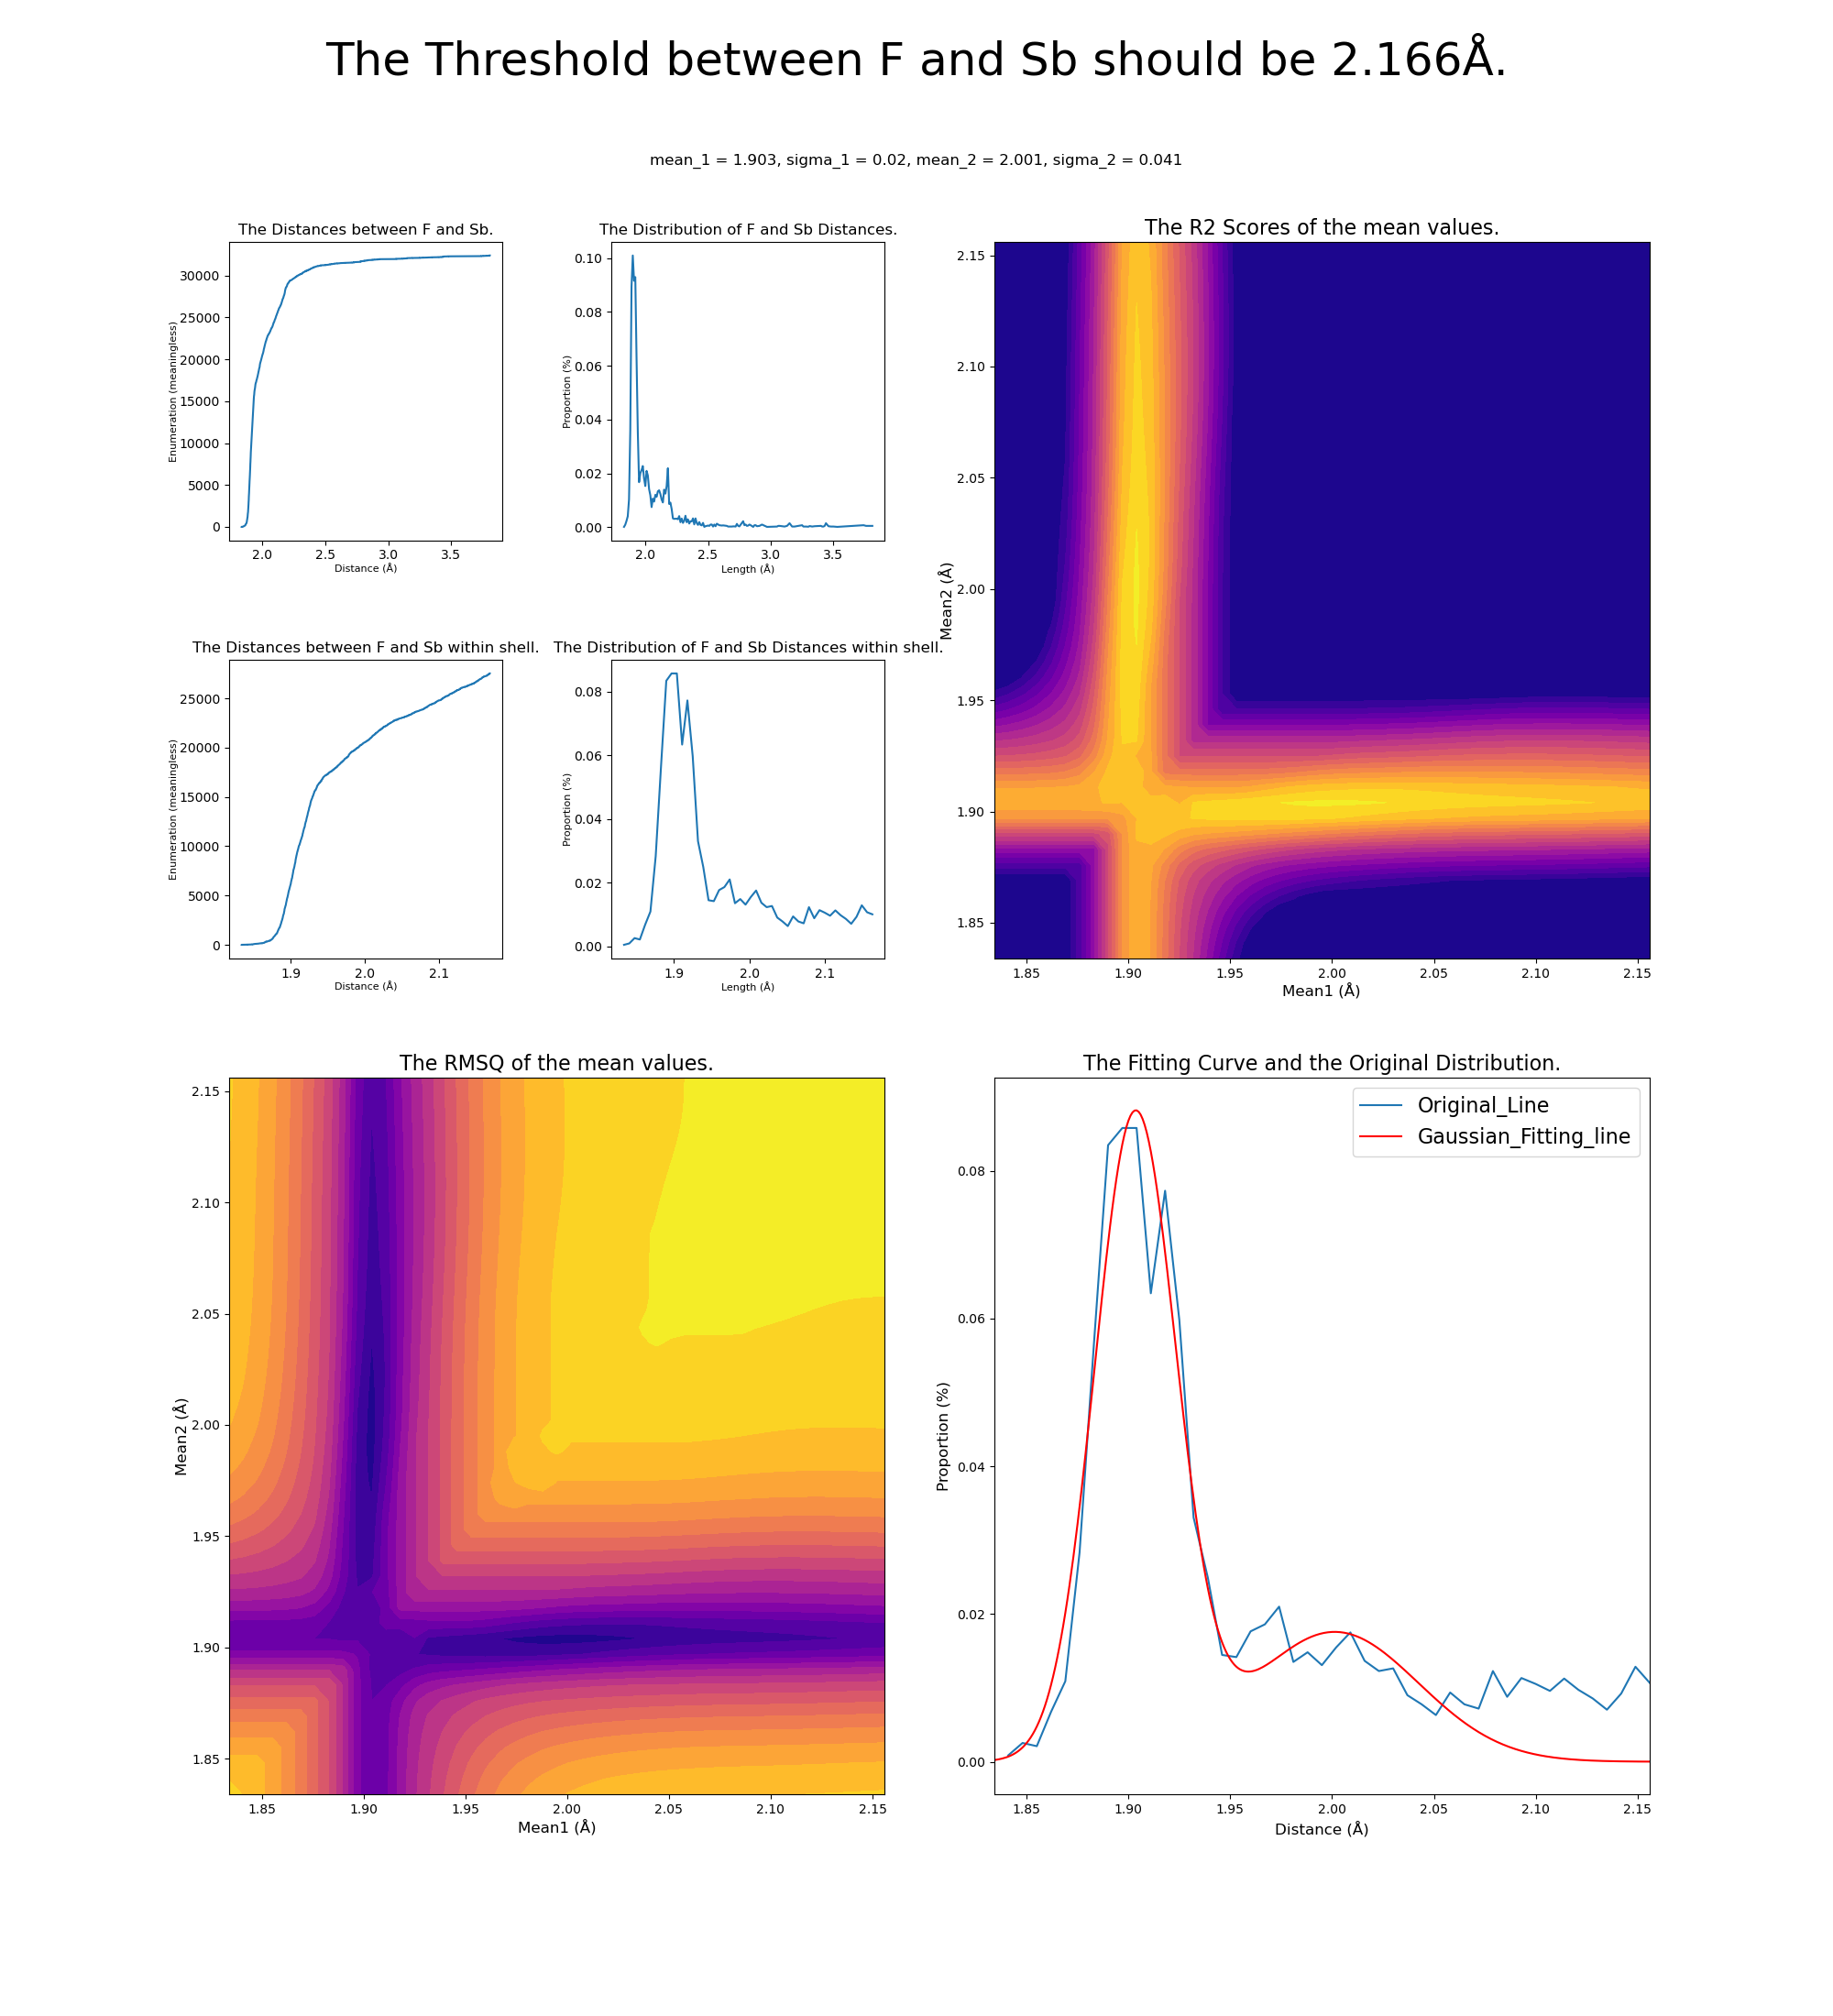 The Threshold between F and Sb should be 2.166Å.
mean_1 = 1.903, sigma_1 = 0.02, mean_2 = 2.001, sigma_2 = 0.041
The Distances between F and Sb.
Enumeration (meaningless)
30000
25000
20000
15000
10000
5000
0
2.0 2.5 3.0 3.5
Distance (Å)
The Distribution of F and Sb Distances.
Proportion (%)
0.10
0.08
0.06
0.04
0.02
0.00
2.0 2.5 3.0 3.5
Length (Å)
The R2 Scores of the mean values.
Mean2 (Å)
2.15
2.10
2.05
2.00
1.95
1.90
1.85
1.85 1.90 1.95 2.00 2.05 2.10 2.15
Mean1 (Å)
The Distances between F and Sb within shell.
Enumeration (meaningless)
25000
20000
15000
10000
5000
0
1.9 2.0 2.1
Distance (Å)
The Distribution of F and Sb Distances within shell.
Proportion (%)
0.08
0.06
0.04
0.02
0.00
1.9 2.0 2.1
Length (Å)
The RMSQ of the mean values.
Mean2 (Å)
2.15
2.10
2.05
2.00
1.95
1.90
1.85
1.85 1.90 1.95 2.00 2.05 2.10 2.15
Mean1 (Å)
The Fitting Curve and the Original Distribution.
Original_Line
Gaussian_Fitting_line
Proportion (%)
0.08
0.06
0.04
0.02
0.00
1.85 1.90 1.95 2.00 2.05 2.10 2.15
Distance (Å)